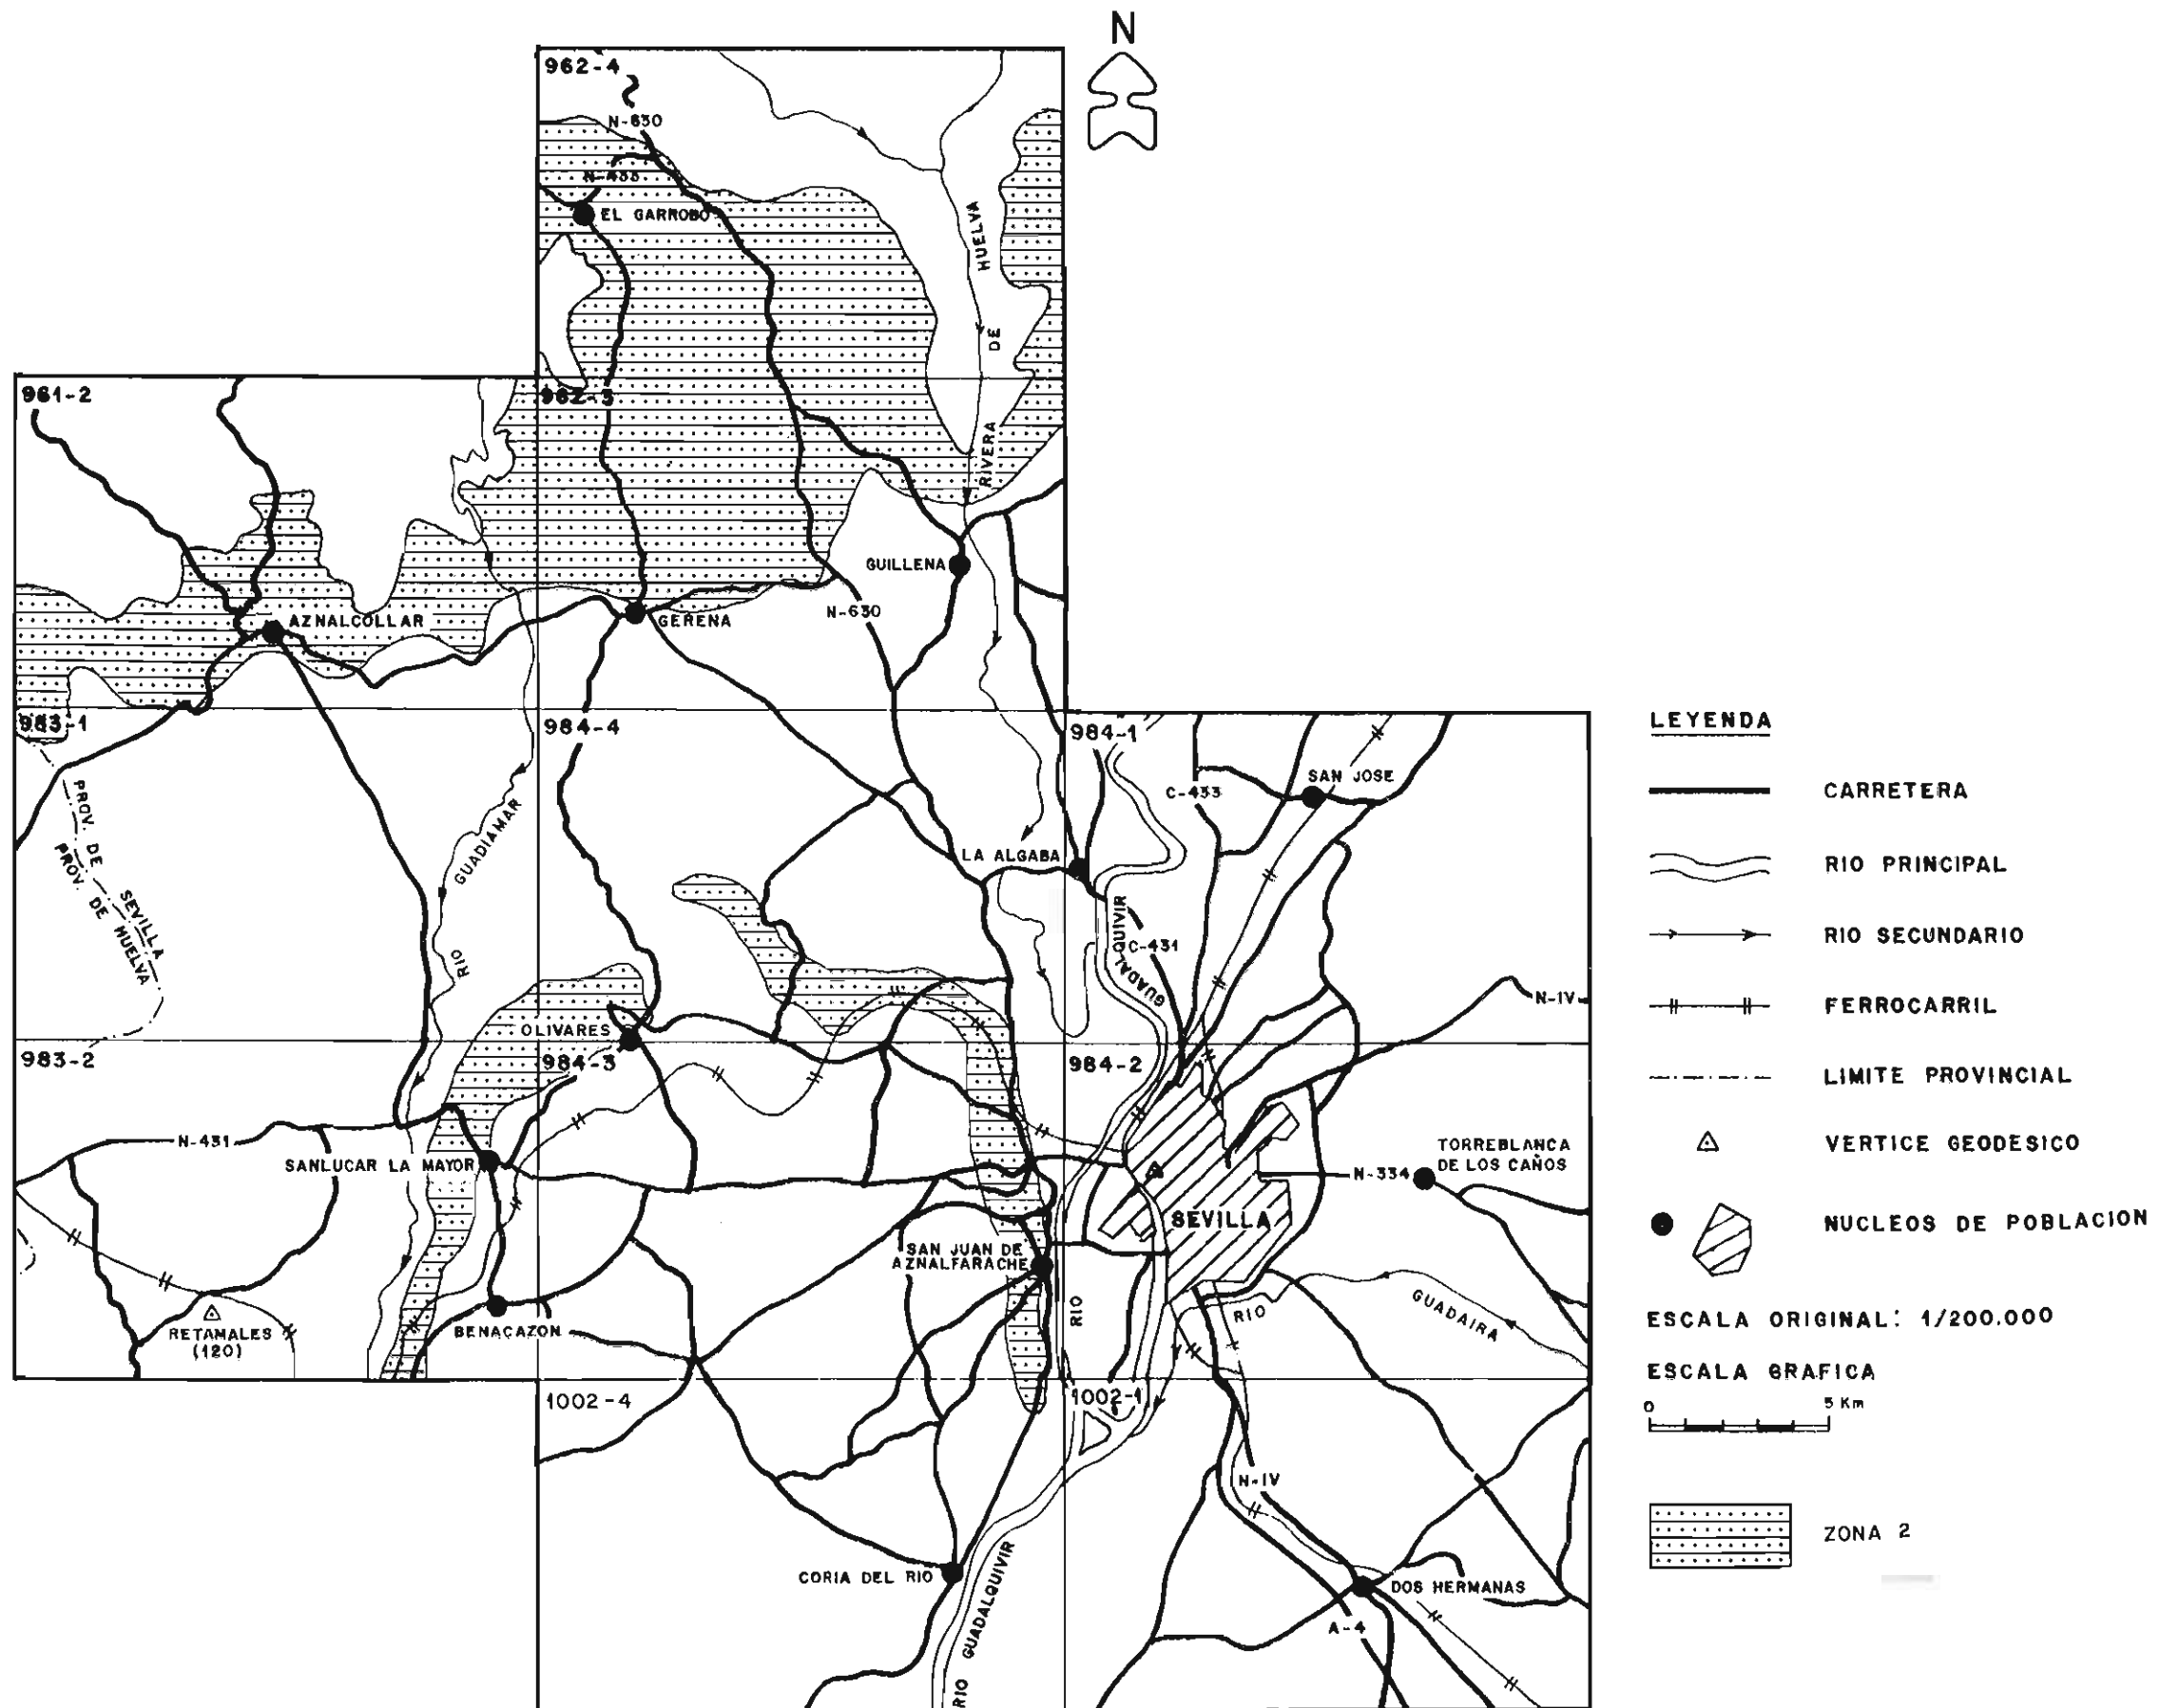 N
962-4
N-630
N-433
EL GARROBO
HUELVA
DE
RIVERA
961-2
962-3
GUILLENA
AZNALCOLLAR
GERENA
N-630
983-1
984-4
984-1
SAN JOSE
C-433
PROV. DE SEVILLA
PROV. DE HUELVA
GUADIAMAR
RIO
LA ALGABA
GUADALQUIVIR
C-431
N-IV
OLIVARES
983-2
984-3
984-2
N-431
SANLUCAR LA MAYOR
TORREBLANCA
DE LOS CAÑOS
N-334
SEVILLA
SAN JUAN DE
AZNALFARACHE
RIO
RIO
GUADAIRA
RETAMALES
(120)
BENACAZON
1002-4
1002-1
N-IV
CORIA DEL RIO
RIO GUADALQUIVIR
DOS HERMANAS
A-4
LEYENDA
CARRETERA
RIO PRINCIPAL
RIO SECUNDARIO
FERROCARRIL
LIMITE PROVINCIAL
VERTICE GEODESICO
NUCLEOS DE POBLACION
ESCALA ORIGINAL: 1/200.000
ESCALA GRAFICA
0 5 Km
ZONA 2